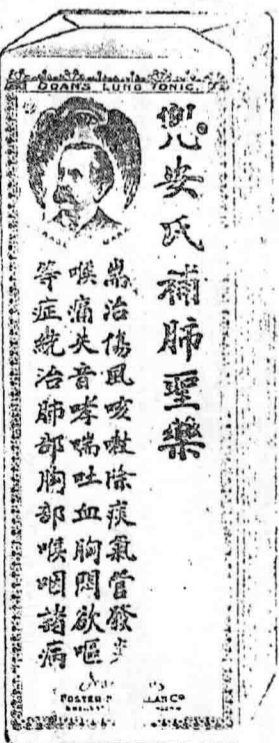 DOAN'S LUNG TONIC.
兜安氏補肺聖藥
耑治傷風咳嗽除痰氣管發炎
喉痛失音哮喘吐血胸悶欲嘔
等症統治肺部胸部喉咽諸病
FOSTER